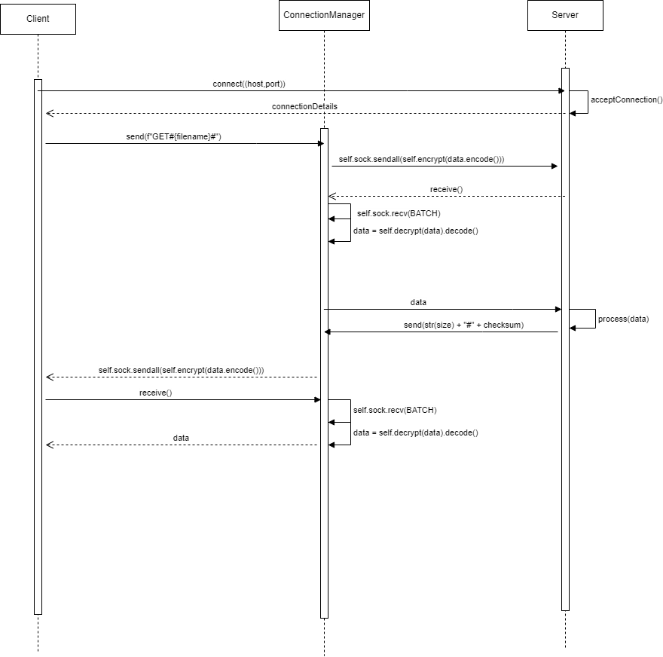 Client
ConnectionManager
Server
connect((host,port))
acceptConnection()
connectionDetails
send(f"GET#{filename}#")
self.sock.sendall(self.encrypt(data.encode()))
receive()
self.sock.recv(BATCH)
data = self.decrypt(data).decode()
data
process(data)
send(str(size) + "#" + checksum)
self.sock.sendall(self.encrypt(data.encode()))
receive()
self.sock.recv(BATCH)
data = self.decrypt(data).decode()
data